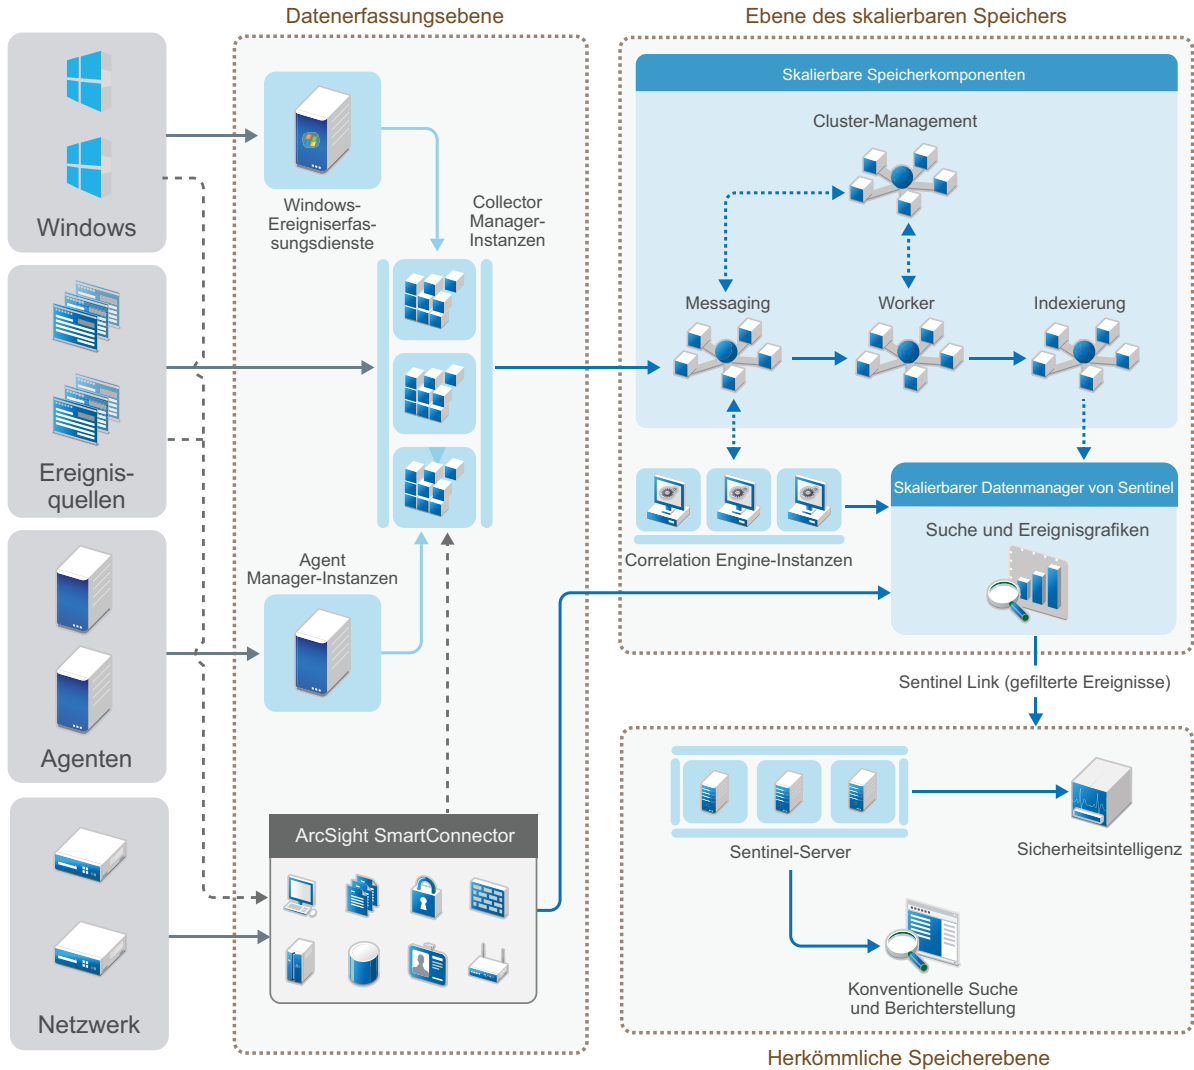 Datenerfassungsebene
Ebene des skalierbaren Speichers
Windows
Ereignis-
quellen
Agenten
Netzwerk
Windows-
Ereigniserfas-
sungsdienste
Collector
Manager-
Instanzen
Agent
Manager-Instanzen
ArcSight SmartConnector
Skalierbare Speicherkomponenten
Cluster-Management
Messaging
Worker
Indexierung
Correlation Engine-Instanzen
Skalierbarer Datenmanager von Sentinel
Suche und Ereignisgrafiken
Sentinel Link (gefilterte Ereignisse)
Sentinel-Server
Sicherheitsintelligenz
Konventionelle Suche
und Berichterstellung
Herkömmliche Speicherebene